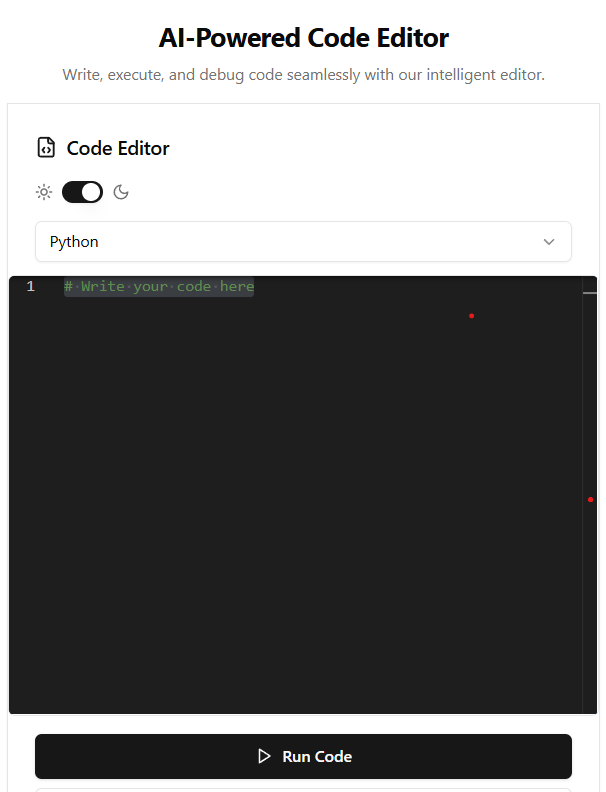 AI-Powered Code Editor
Write, execute, and debug code seamlessly with our intelligent editor.
Code Editor
Python
1 # Write your code here
Run Code